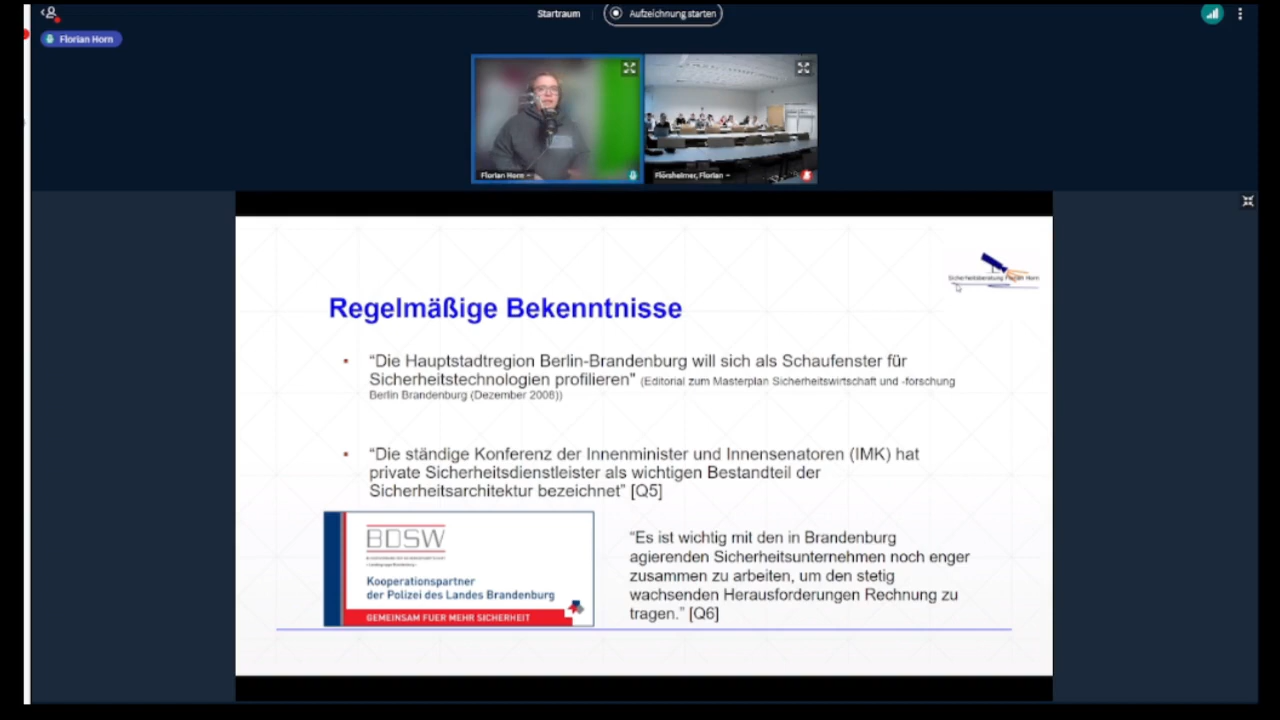 Startraum
Aufzeichnung starten
Florian Horn
Florian Horn
Florian –
Sicherheitsberatung Florian Horn
Regelmäßige Bekenntnisse
• “Die Hauptstadtregion Berlin-Brandenburg will sich als Schaufenster für
Sicherheitstechnologien profilieren” (Editorial zum Masterplan Sicherheitswirtschaft und -forschung
Berlin Brandenburg (Dezember 2008))
• “Die ständige Konferenz der Innenminister und Innensenatoren (IMK) hat
private Sicherheitsdienstleister als wichtigen Bestandteil der
Sicherheitsarchitektur bezeichnet” [Q5]
BDSW
Kooperationspartner
der Polizei des Landes Brandenburg
GEMEINSAM FUER MEHR SICHERHEIT
“Es ist wichtig mit den in Brandenburg
agierenden Sicherheitsunternehmen noch enger
zusammen zu arbeiten, um den stetig
wachsenden Herausforderungen Rechnung zu
tragen.” [Q6]